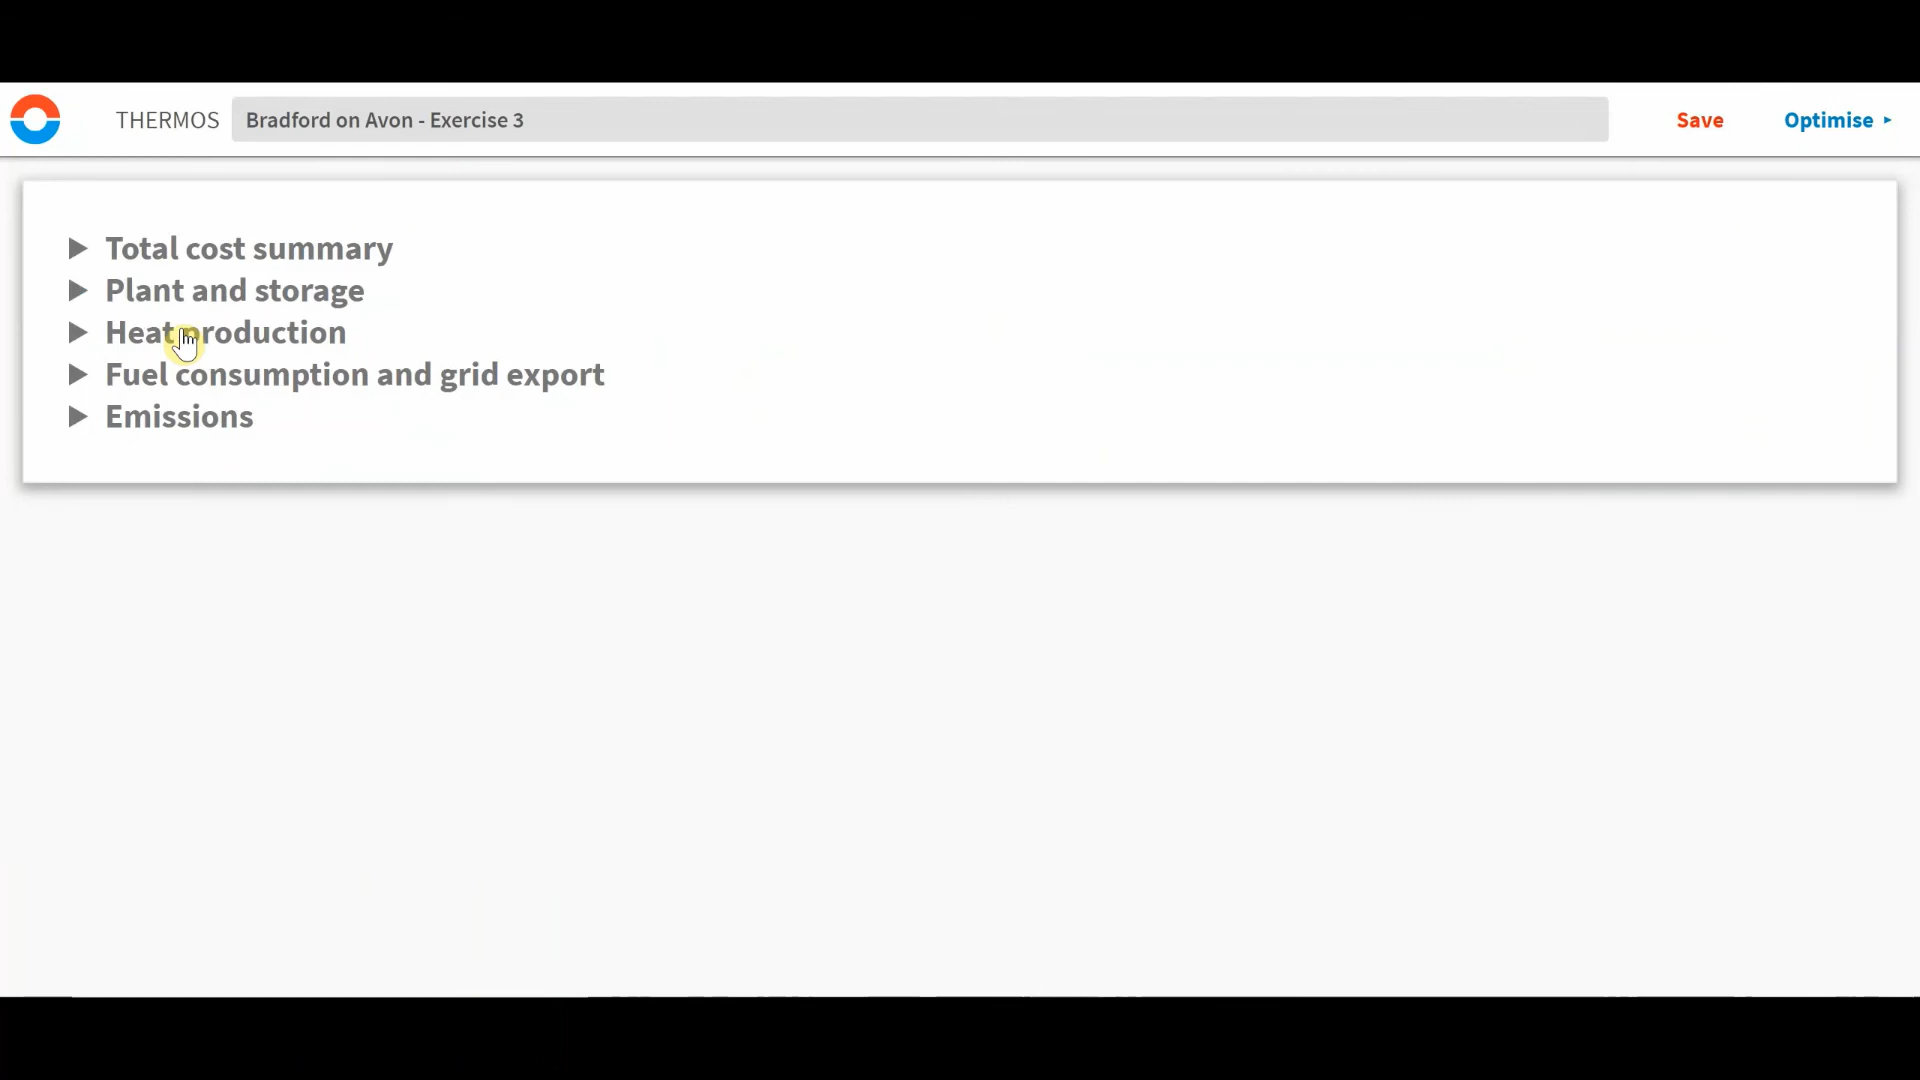 THERMOS
Bradford on Avon - Exercise 3
Save
Optimise
Total cost summary
Plant and storage
Heat production
Fuel consumption and grid export
Emissions